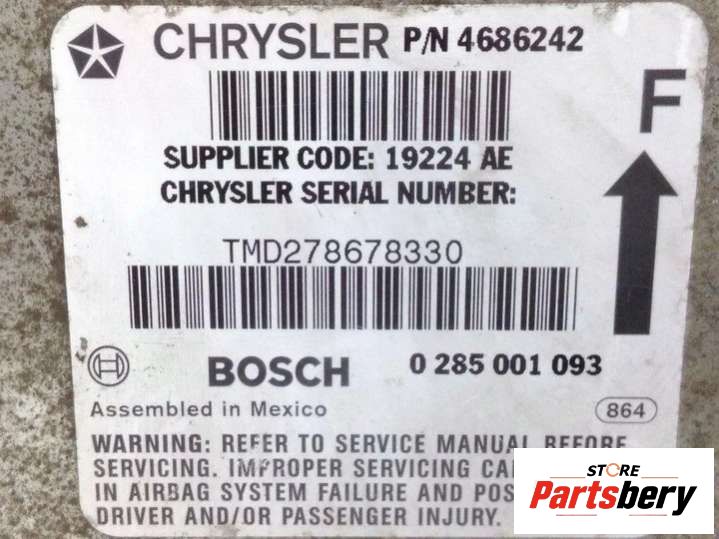 CHRYSLER P/N 4686242
F
SUPPLIER CODE: 19224 AE
CHRYSLER SERIAL NUMBER:
TMD278678330
BOSCH 0 285 001 093
Assembled in Mexico 864
WARNING: REFER TO SERVICE MANUAL BEFORE
SERVICING. IMPROPER SERVICING
IN AIRBAG SYSTEM FAILURE AND
DRIVER AND/OR PASSENGER INJURY.
STORE
Partsbery